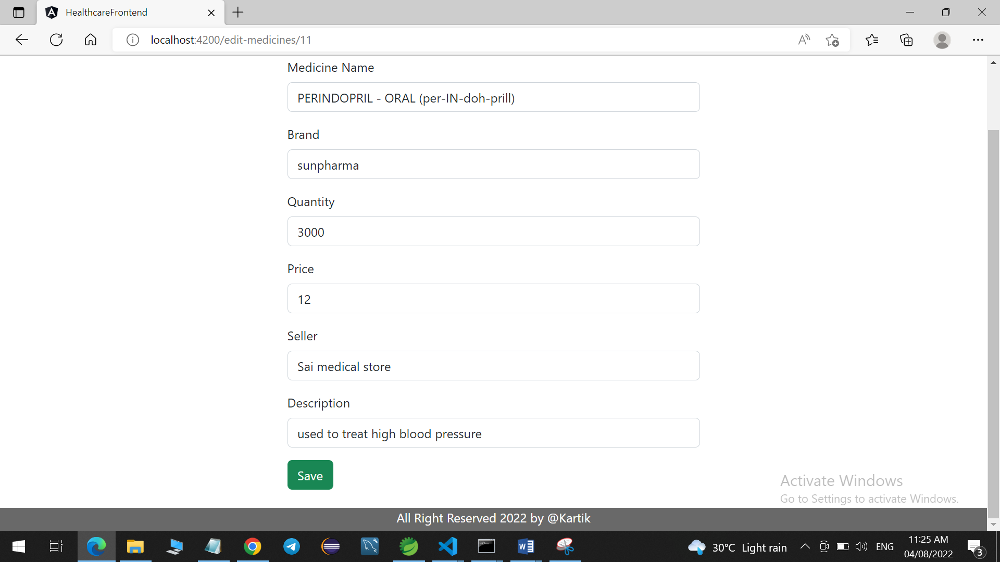 HealthcareFrontend
localhost:4200/edit-medicines/11
Medicine Name
PERINDOPRIL - ORAL (per-IN-doh-prill)
Brand
sunpharma
Quantity
3000
Price
12
Seller
Sai medical store
Description
used to treat high blood pressure
Save
Activate Windows
Go to Settings to activate Windows.
All Right Reserved 2022 by @Kartik
30°C Light rain
ENG
11:25 AM
04/08/2022
3